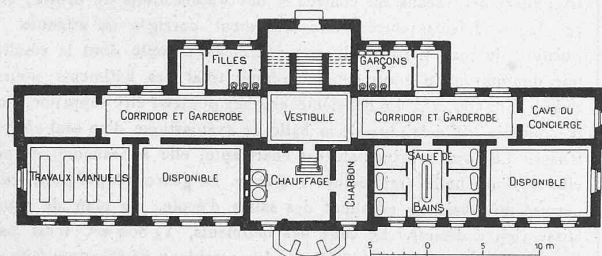 FILLES
GARÇONS
CORRIDOR ET GARDEROBE
VESTIBULE
CORRIDOR ET GARDEROBE
CAVE DU
CONCIERGE
TRAVAUX MANUELS
DISPONIBLE
CHAUFFAGE
CHARBON
SALLE DE
BAINS
DISPONIBLE
5 0 5 10 m